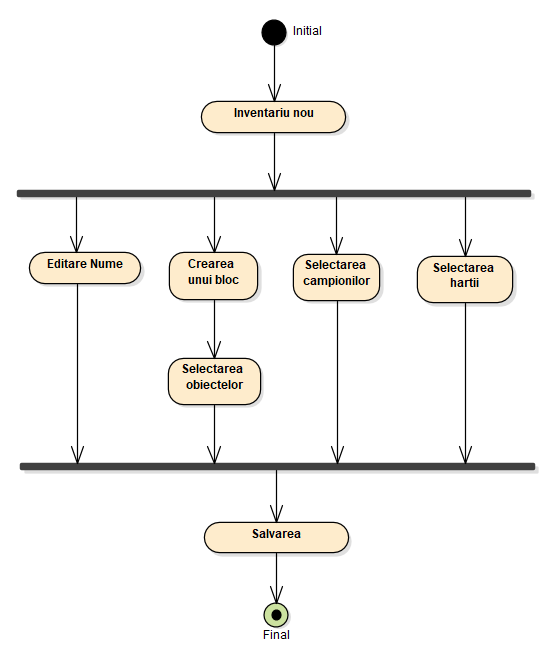 Initial
Inventariu nou
Editare Nume
Crearea
unui bloc
Selectarea
campionilor
Selectarea
hartii
Selectarea
obiectelor
Salvarea
Final